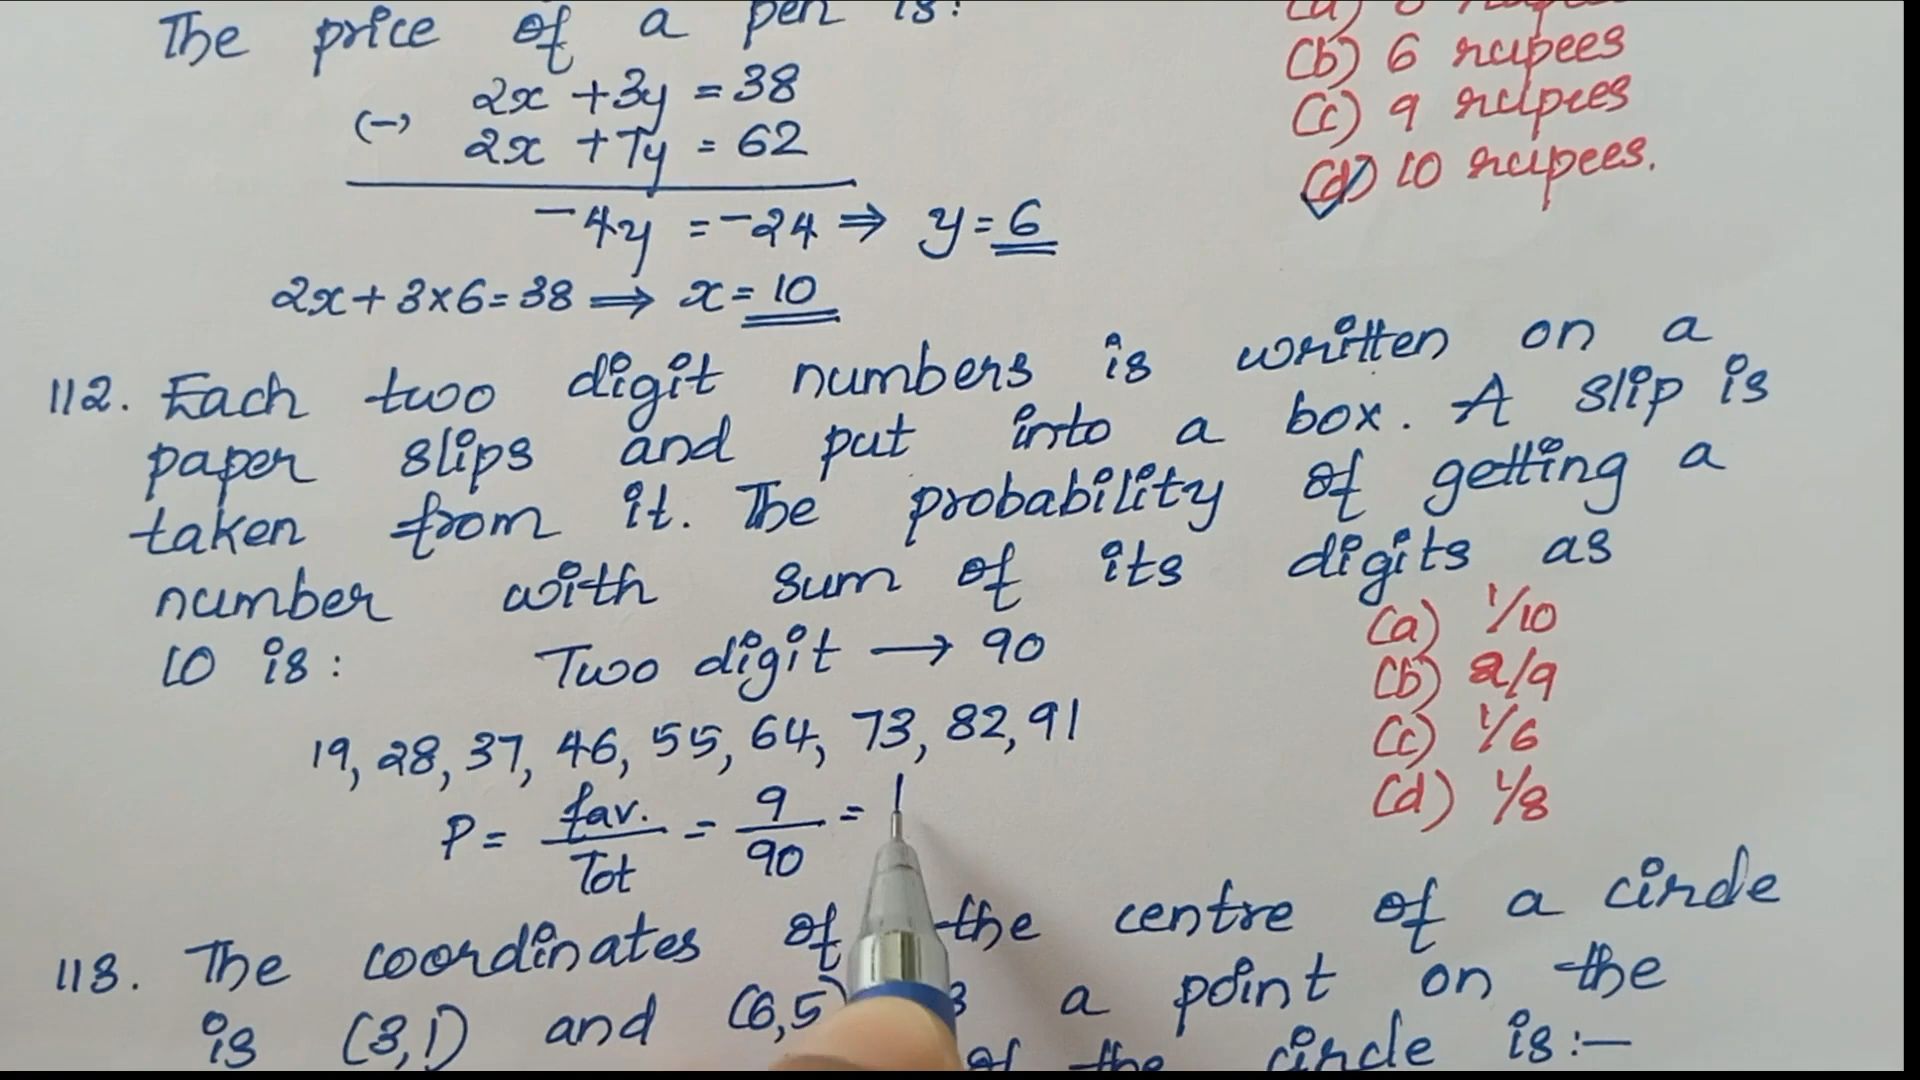 The price of a pen is:
2x + 3y = 38
(-)
2x + 7y = 62
-4y = -24 ⇒ y = 6
2x + 3×6 = 38 ⇒ x = 10
(b) 6 rupees
(c) 9 rupees
(d) 10 rupees.
112. Each two digit numbers is written on a
paper slips and put into a box. A slip is
taken from it. The probability of getting a
number with sum of its digits as
10 is: Two digit → 90
19, 28, 37, 46, 55, 64, 73, 82, 91
P = fav./Tot = 9/90 = 1
(a) 1/10
(b) 2/9
(c) 1/6
(d) 1/8
113. The coordinates of the centre of a circle
is (3,1) and (6,5) a point on the
of the circle is:-